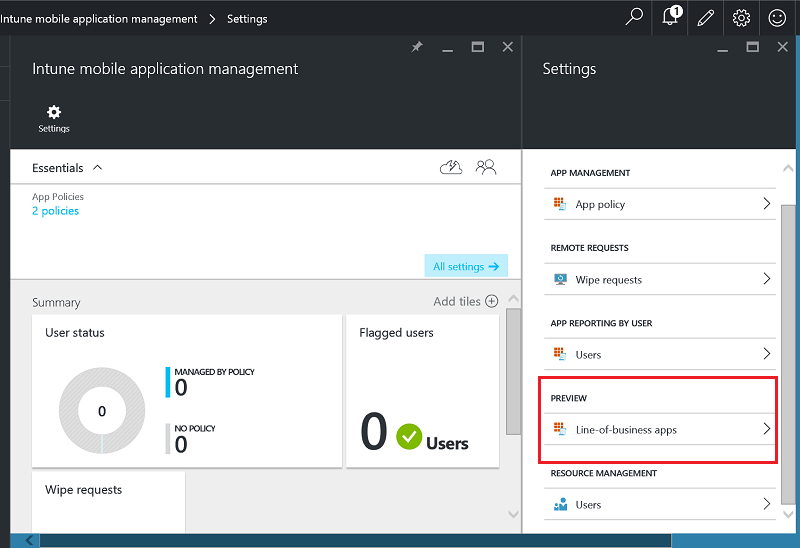 Intune mobile application management > Settings
1
Intune mobile application management
Settings
Essentials
App Policies
2 policies
All settings →
Summary
Add tiles
User status
0
MANAGED BY POLICY
0
NO POLICY
0
Flagged users
0 Users
Wipe requests
Settings
APP MANAGEMENT
App policy
REMOTE REQUESTS
Wipe requests
APP REPORTING BY USER
Users
PREVIEW
Line-of-business apps
RESOURCE MANAGEMENT
Users